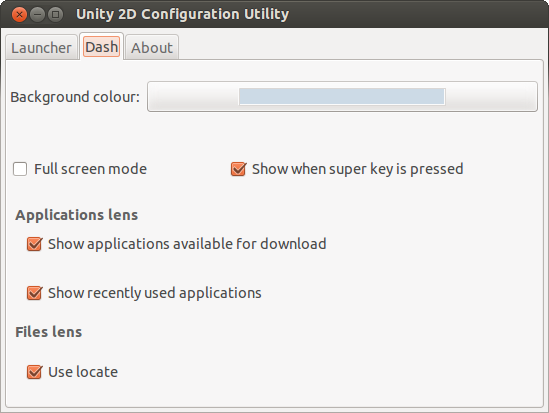 Unity 2D Configuration Utility
Launcher Dash About
Background colour:
Full screen mode Show when super key is pressed
Applications lens
Show applications available for download
Show recently used applications
Files lens
Use locate